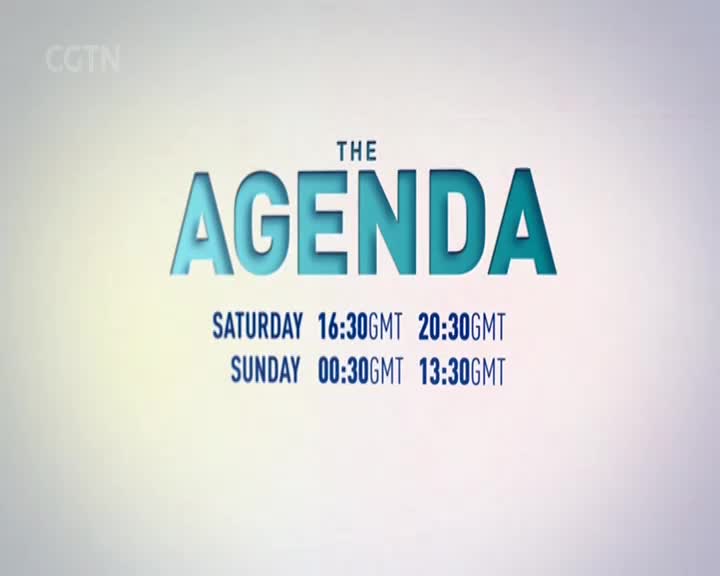 CGTN
THE
AGENDA
SATURDAY 16:30GMT 20:30GMT
SUNDAY 00:30GMT 13:30GMT